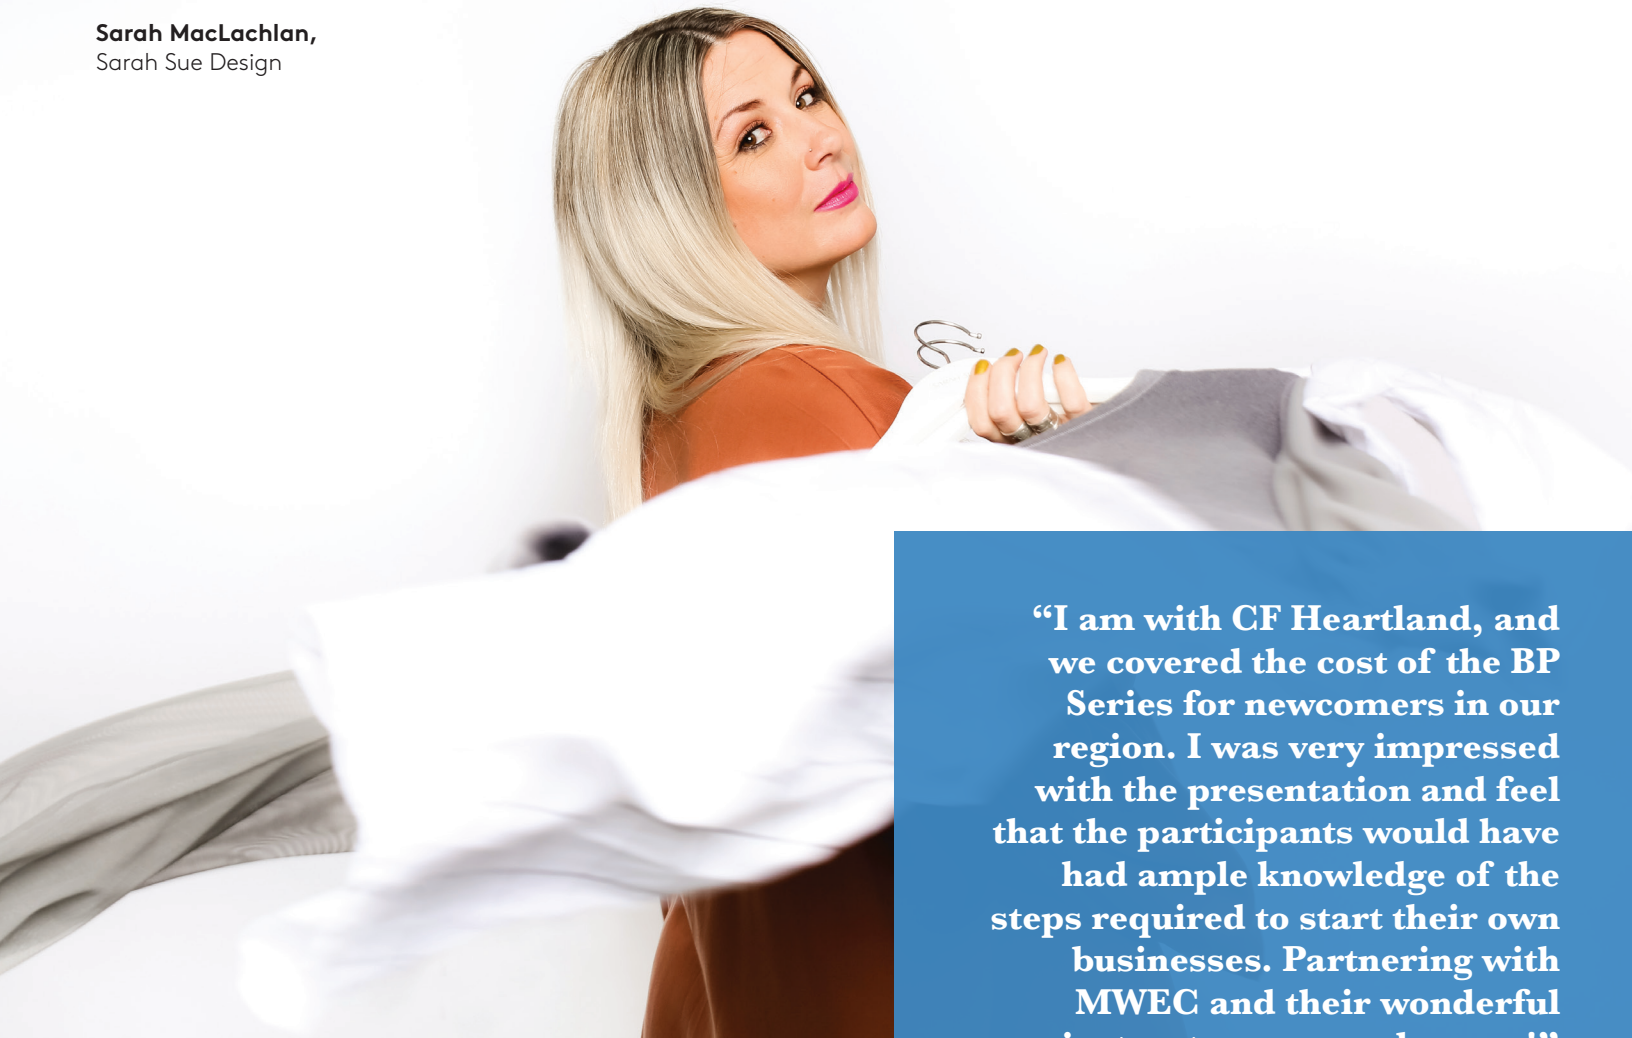 Sarah MacLachlan,
Sarah Sue Design
“I am with CF Heartland, and
we covered the cost of the BP
Series for newcomers in our
region. I was very impressed
with the presentation and feel
that the participants would have
had ample knowledge of the
steps required to start their own
businesses. Partnering with
MWEC and their wonderful